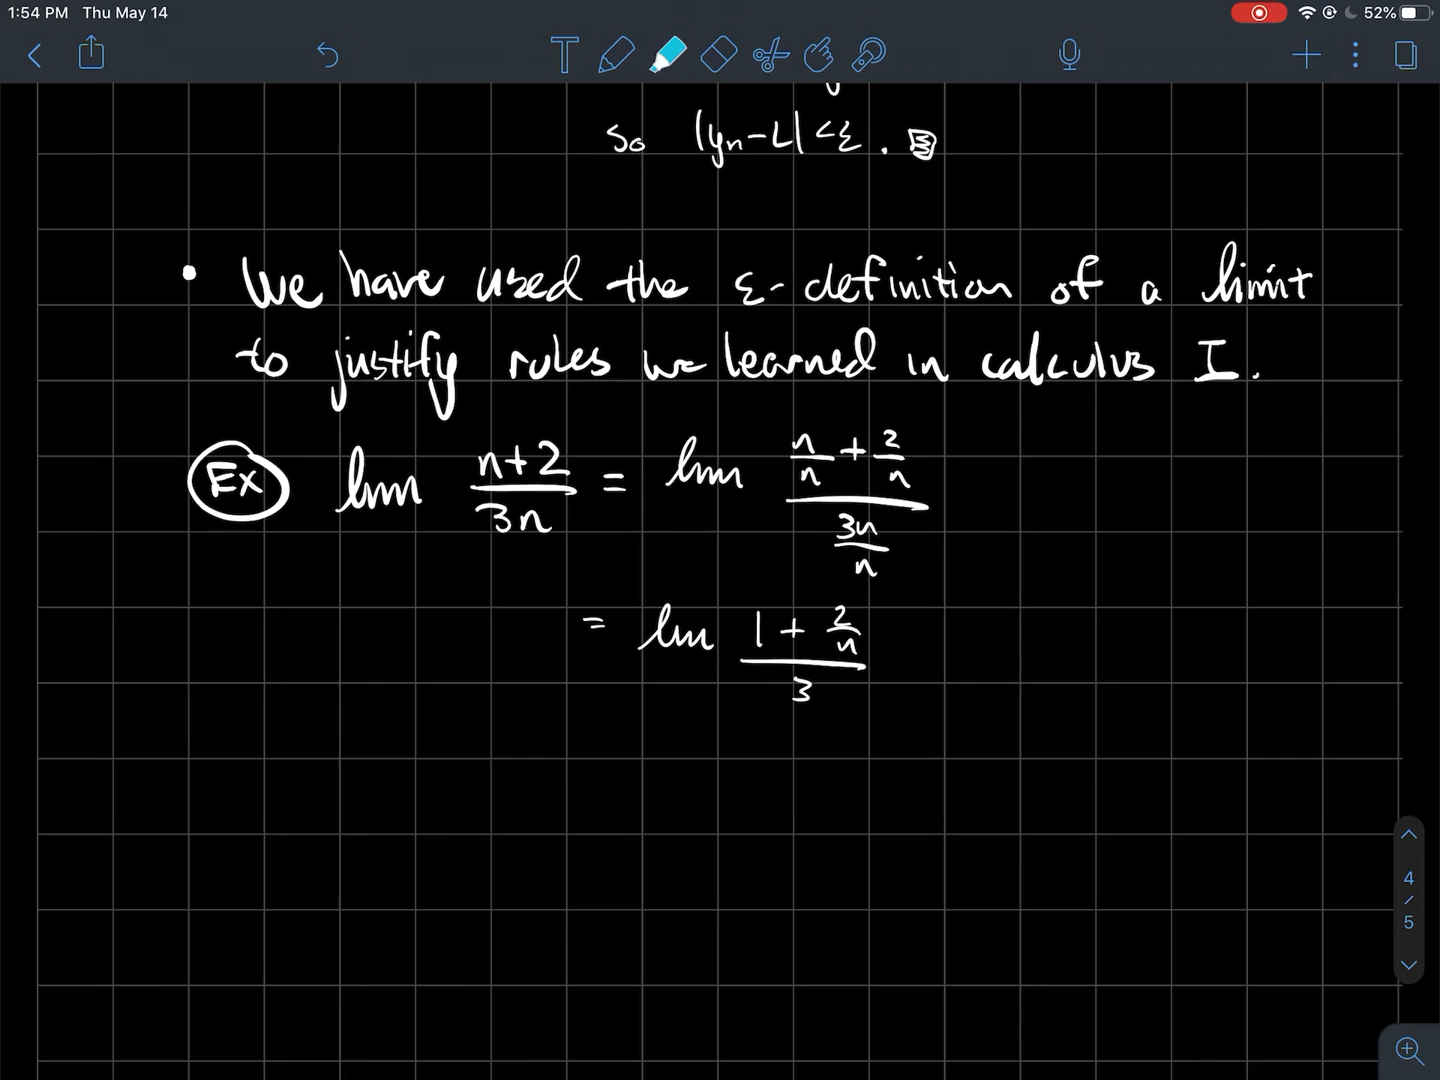 1:54 PM Thu May 14
52%
so |yn-L| <ε.
• We have used the ε-definition of a limit
to justify rules we learned in calculus I.
Ex lim (n+2)/(3n) = lim (n/n + 2/n)/(3n/n)
= lim (1 + 2/n)/3
4
/
5